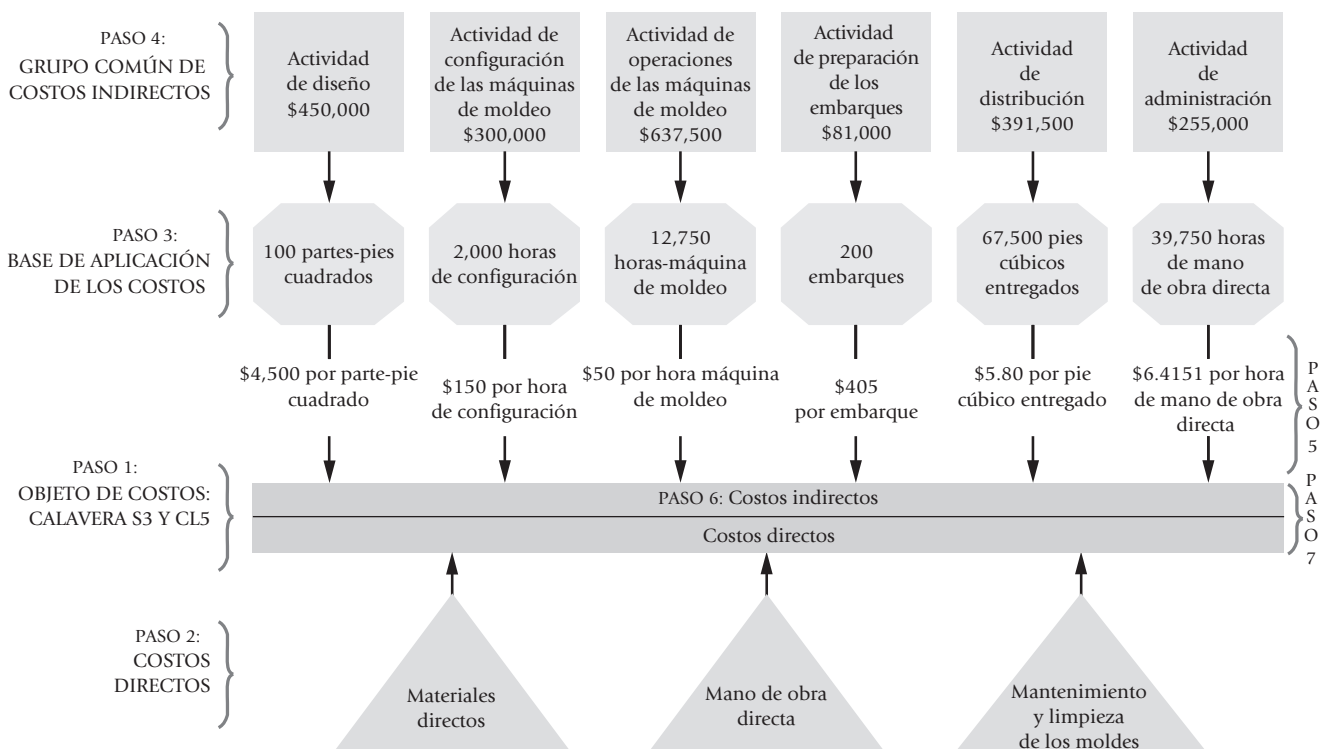 PASO 4:
GRUPO COMÚN DE
COSTOS INDIRECTOS
Actividad
de diseño
$450,000
Actividad de
configuración
de las máquinas
de moldeo
$300,000
Actividad de
operaciones
de las máquinas
de moldeo
$637,500
Actividad
de preparación
de los
embarques
$81,000
Actividad
de
distribución
$391,500
Actividad
de
administración
$255,000
PASO 3:
BASE DE APLICACIÓN
DE LOS COSTOS
100 partes-pies
cuadrados
2,000 horas
de configuración
12,750
horas-máquina
de moldeo
200
embarques
67,500 pies
cúbicos
entregados
39,750 horas
de mano
de obra directa
$4,500 por parte-pie
cuadrado
$150 por hora
de configuración
$50 por hora máquina
de moldeo
$405
por embarque
$5.80 por pie
cúbico entregado
$6.4151 por hora
de mano de obra
directa
P
A
S
O
5
PASO 1:
OBJETO DE COSTOS:
CALAVERA S3 Y CL5
PASO 6: Costos indirectos
Costos directos
P
A
S
O
7
PASO 2:
COSTOS
DIRECTOS
Materiales
directos
Mano de obra
directa
Mantenimiento
y limpieza
de los moldes